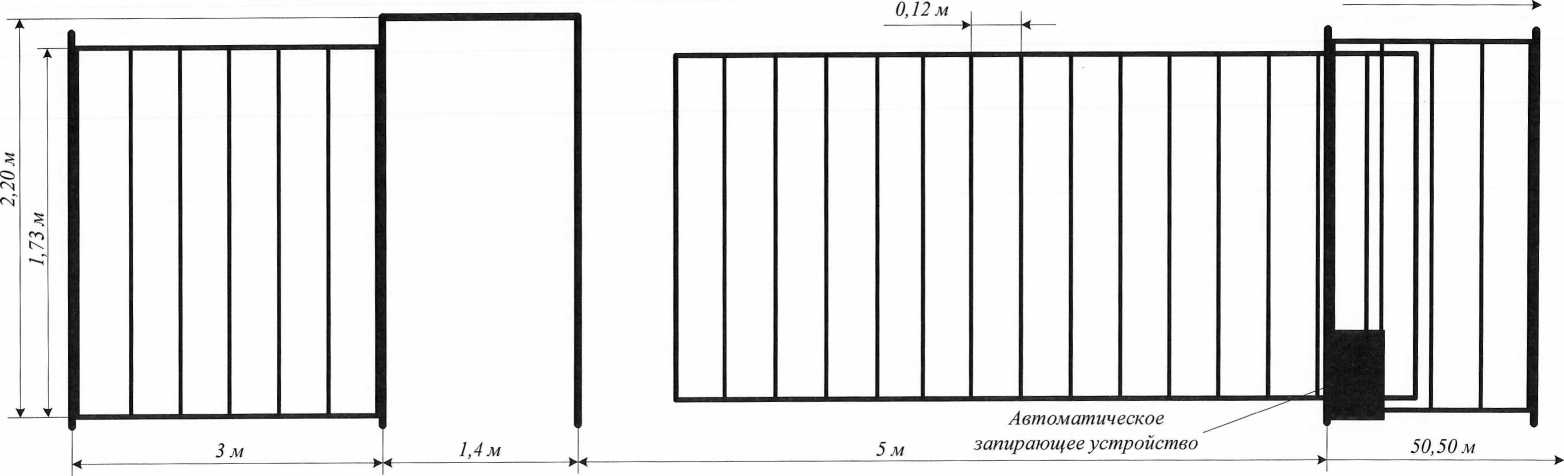 0,12 м
2,20 м
1,73 м
Автоматическое
запирающее устройство
3 м
1,4 м
5 м
50,50 м